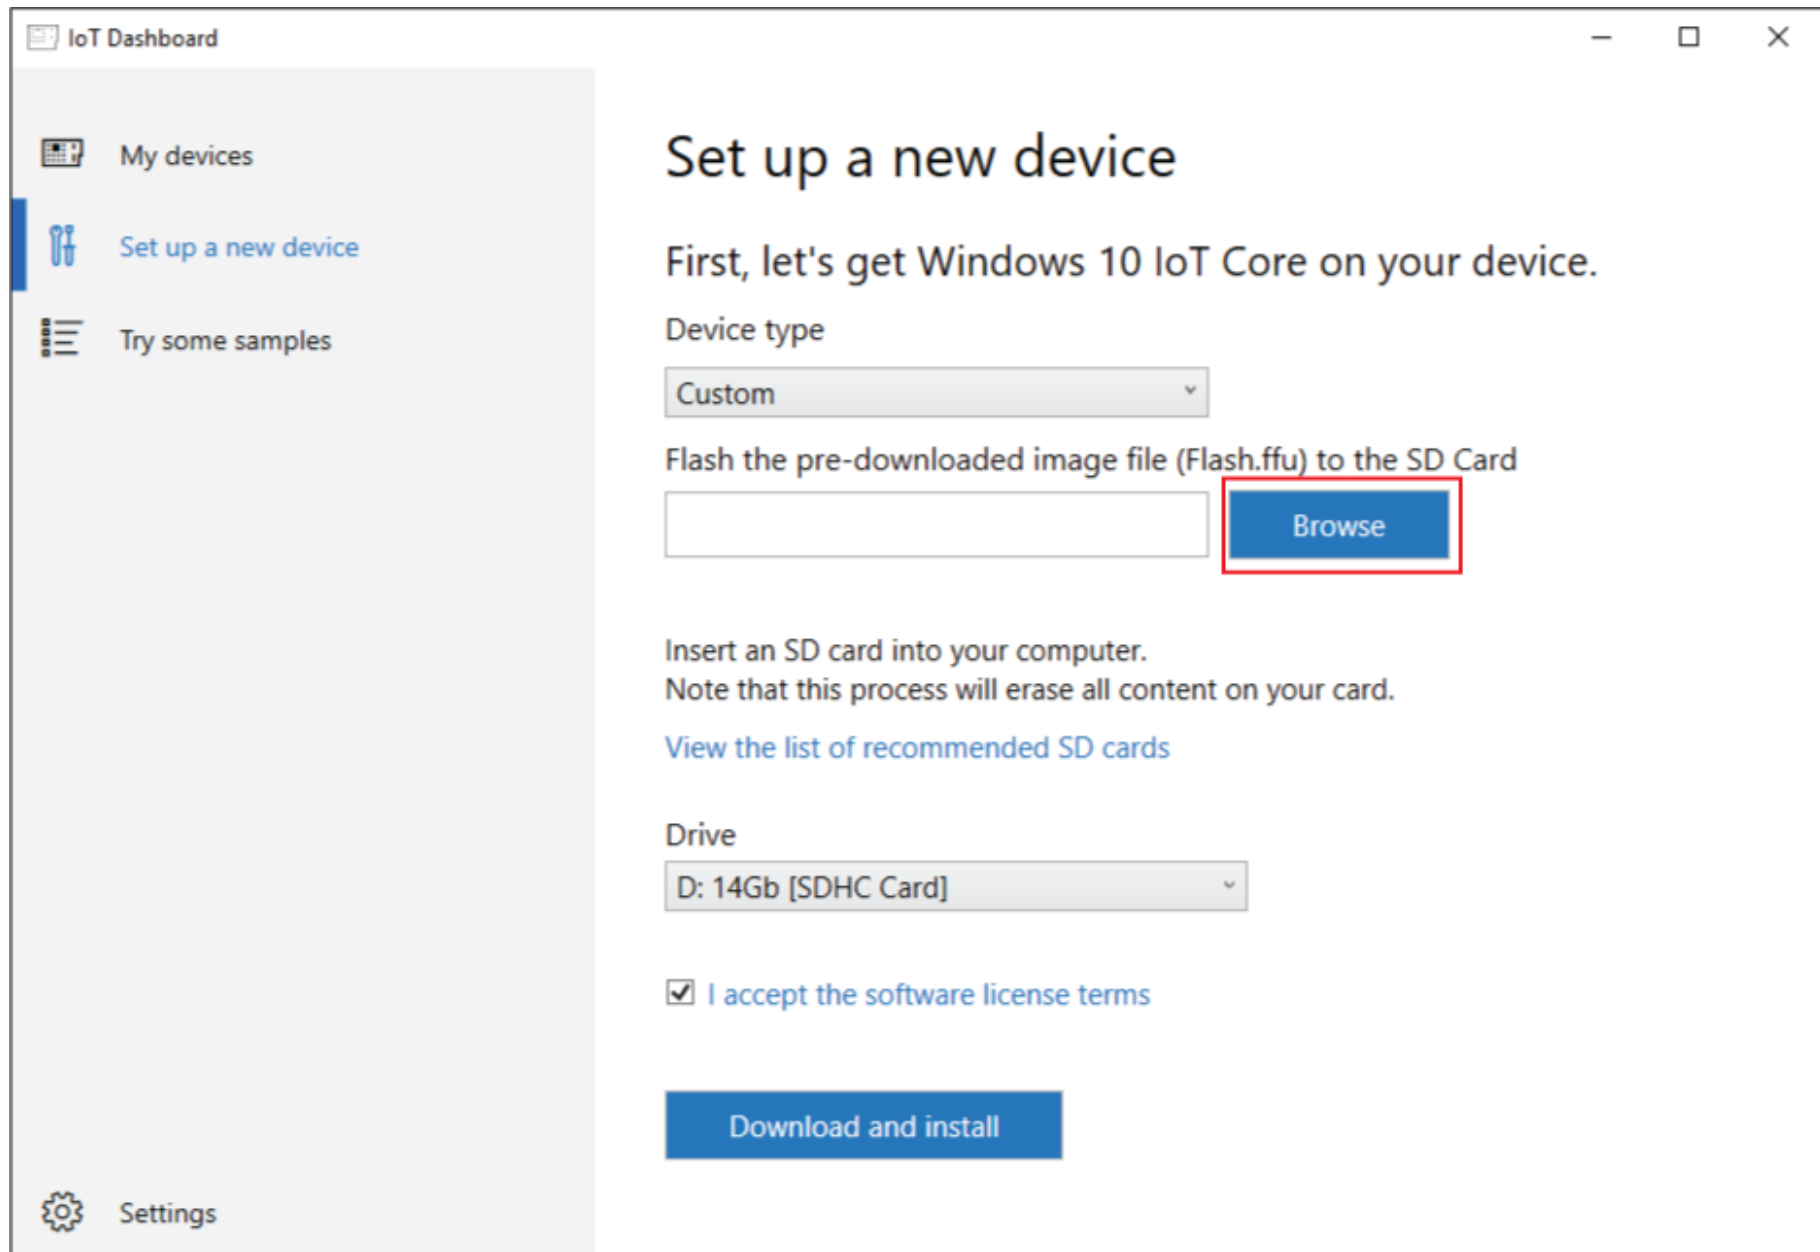 IoT Dashboard
My devices
Set up a new device
Try some samples
Settings
Set up a new device
First, let's get Windows 10 IoT Core on your device.
Device type
Custom
Flash the pre-downloaded image file (Flash.ffu) to the SD Card
Browse
Insert an SD card into your computer.
Note that this process will erase all content on your card.
View the list of recommended SD cards
Drive
D: 14Gb [SDHC Card]
I accept the software license terms
Download and install